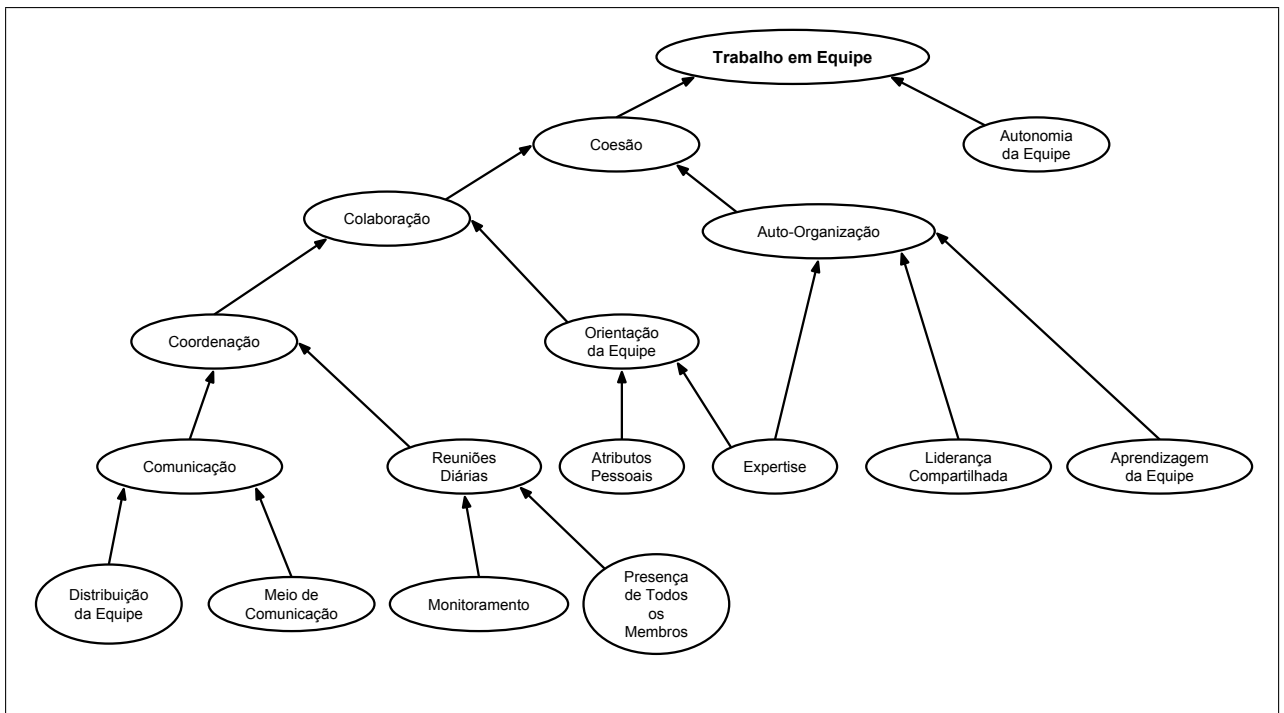 Trabalho em Equipe
Coesão
Autonomia
da Equipe
Colaboração
Auto-Organização
Coordenação
Orientação
da Equipe
Comunicação
Reuniões
Diárias
Atributos
Pessoais
Expertise
Liderança
Compartilhada
Aprendizagem
da Equipe
Distribuição
da Equipe
Meio de
Comunicação
Monitoramento
Presença
de Todos
os
Membros